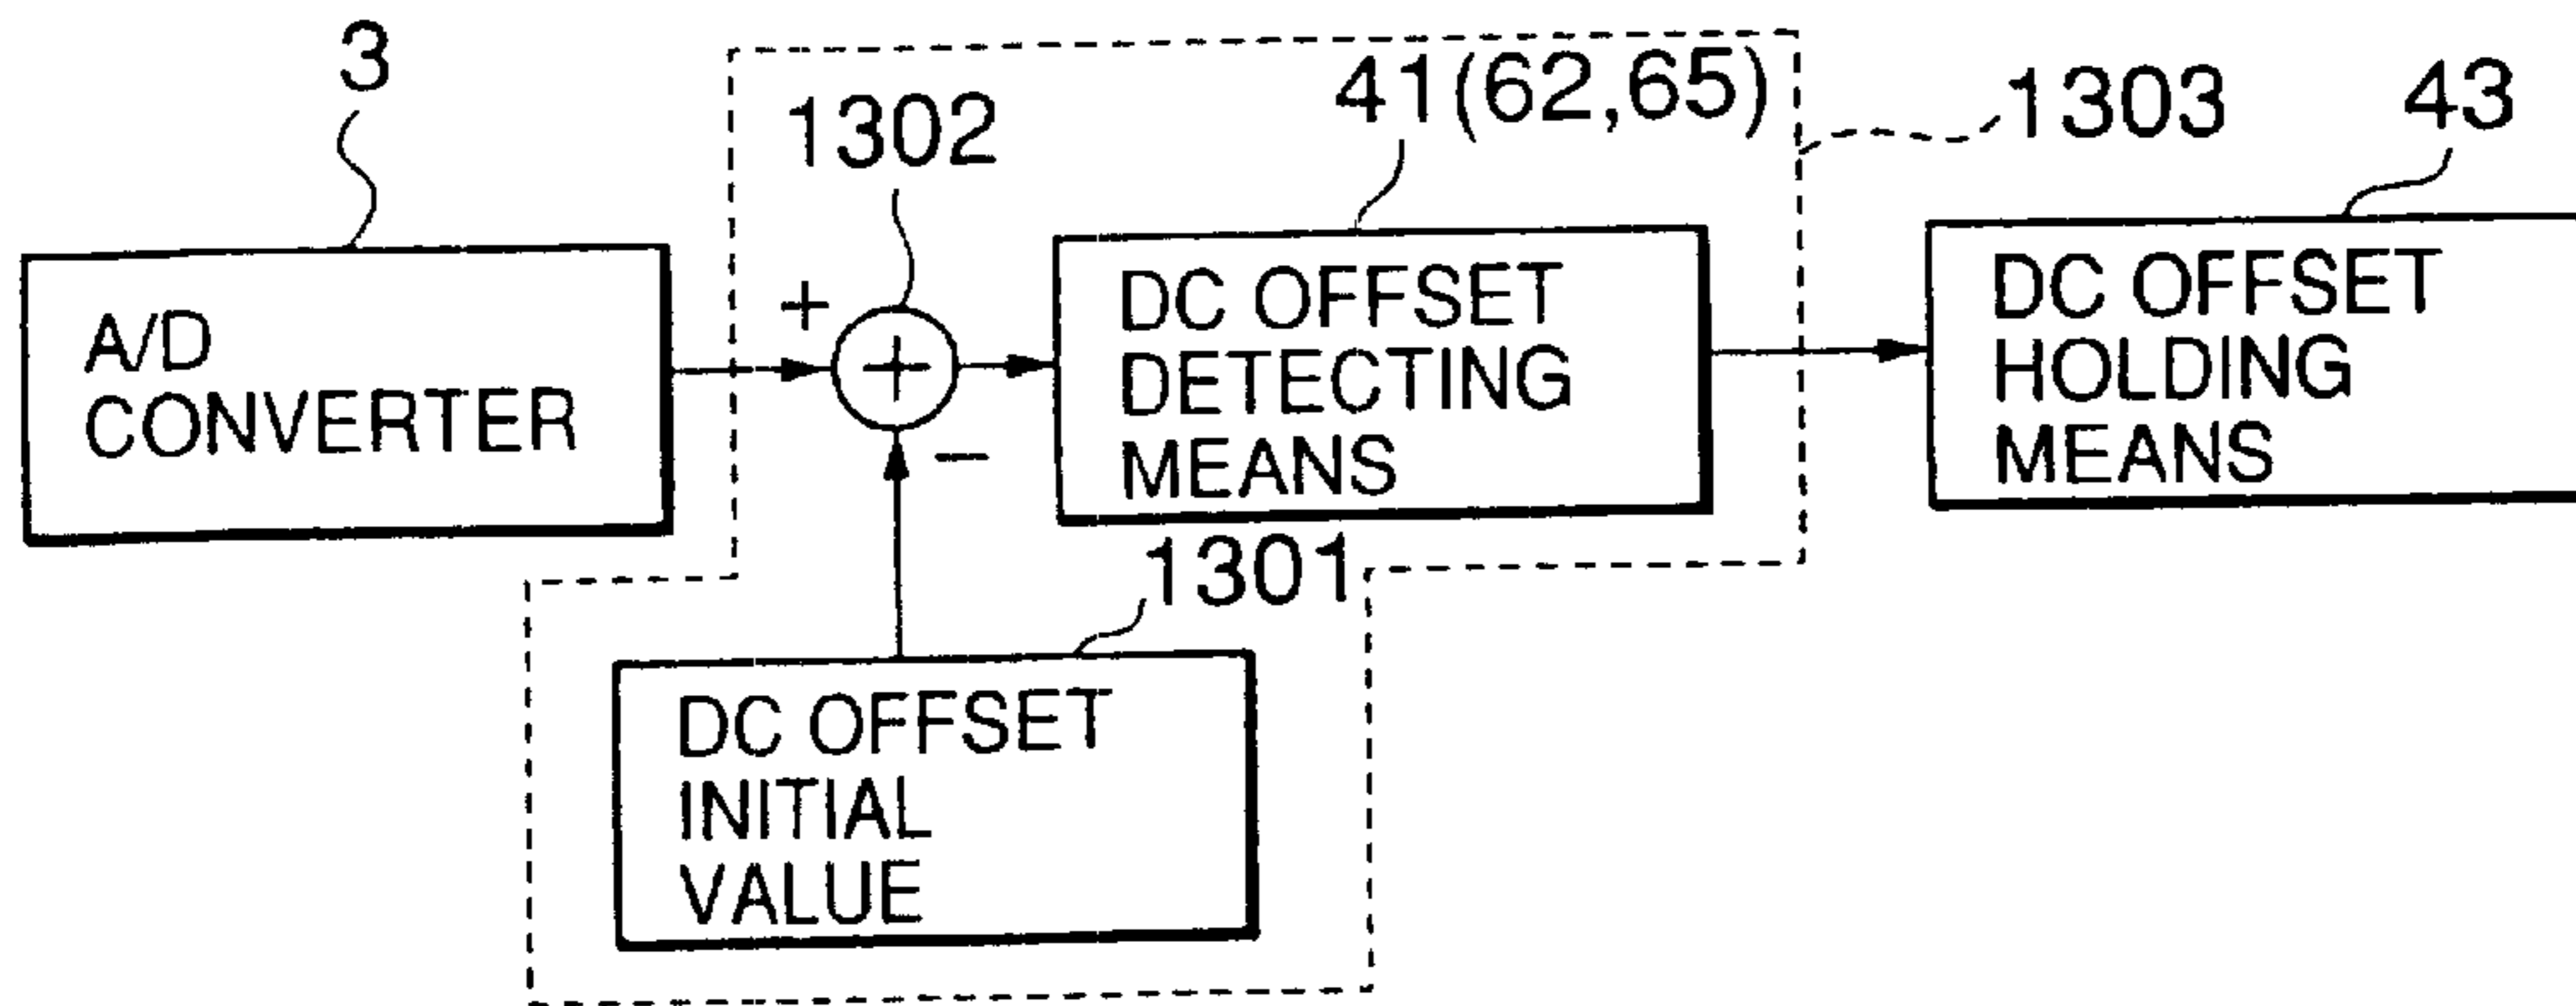 3
1302
41(62,65)
1303
43
A/D
CONVERTER
+
+
−
DC OFFSET
DETECTING
MEANS
DC OFFSET
HOLDING
MEANS
1301
DC OFFSET
INITIAL
VALUE